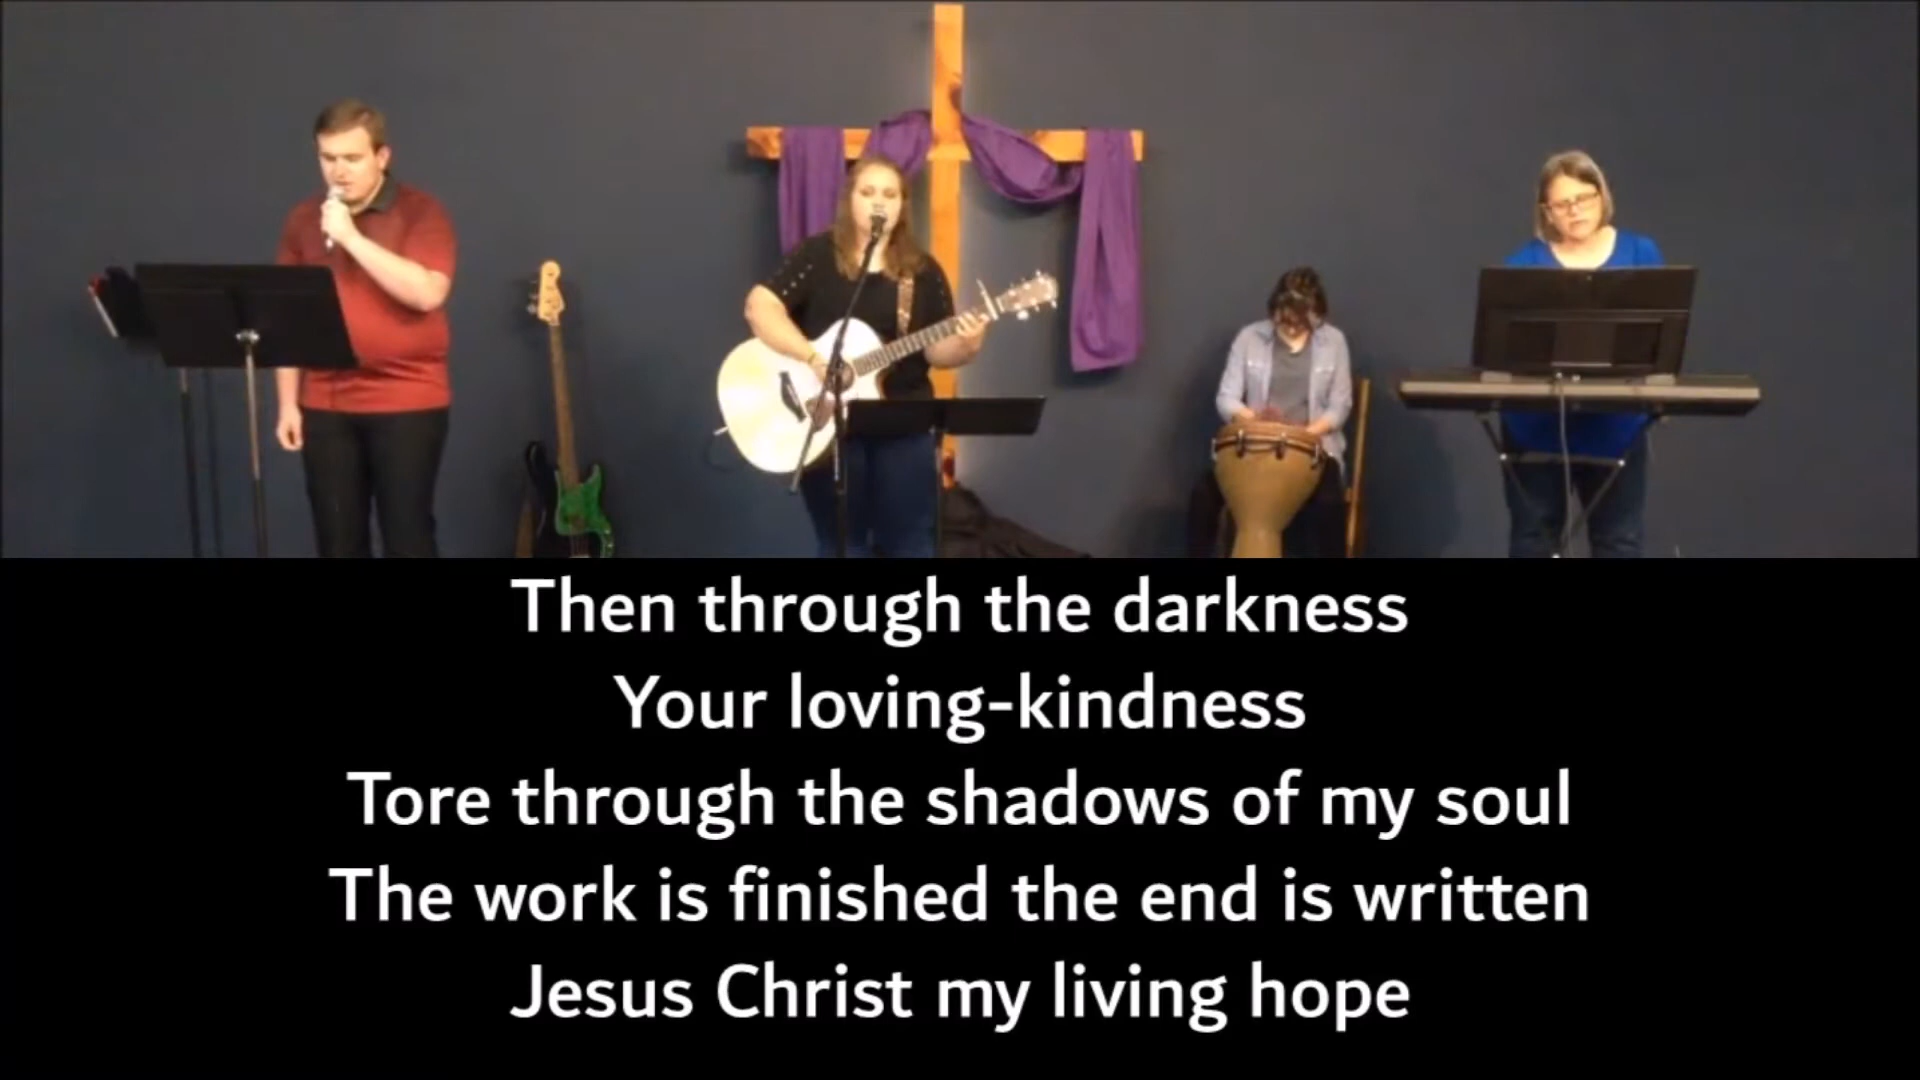 Then through the darkness
Your loving-kindness
Tore through the shadows of my soul
The work is finished the end is written
Jesus Christ my living hope